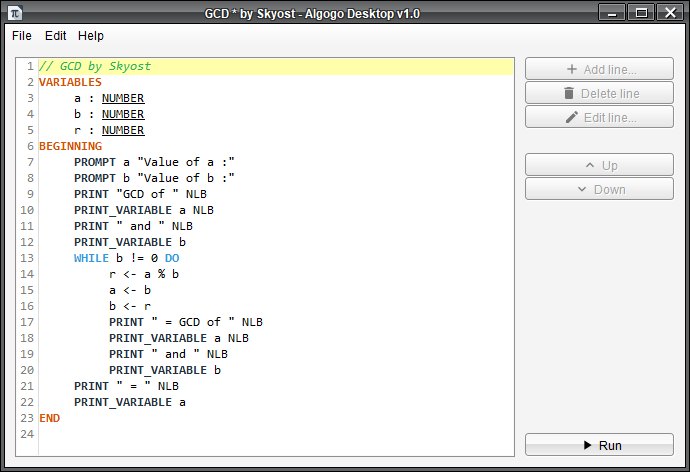 GCD * by Skyost - Algogo Desktop v1.0
File Edit Help
1 // GCD by Skyost
2 VARIABLES
3 a : NUMBER
4 b : NUMBER
5 r : NUMBER
6 BEGINNING
7 PROMPT a "Value of a :"
8 PROMPT b "Value of b :"
9 PRINT "GCD of " NLB
10 PRINT_VARIABLE a NLB
11 PRINT " and " NLB
12 PRINT_VARIABLE b
13 WHILE b != 0 DO
14 r <- a % b
15 a <- b
16 b <- r
17 PRINT " = GCD of " NLB
18 PRINT_VARIABLE a NLB
19 PRINT " and " NLB
20 PRINT_VARIABLE b
21 PRINT " = " NLB
22 PRINT_VARIABLE a
23 END
24
Add line...
Delete line
Edit line...
Up
Down
Run